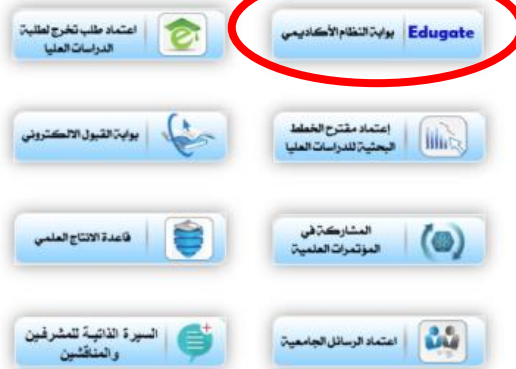 Edugate بوابة النظام الأكاديمي
اعتماد طلب تخرج لطلبة
الدراسات العليا
إعتماد مقترح الخطط
البحثية للدراسات العليا
بوابة القبول الالكتروني
المشاركة في
المؤتمرات العلمية
قاعدة الانتاج العلمي
اعتماد الرسائل الجامعية
السيرة الذاتية للمشرفين
والمناقشين